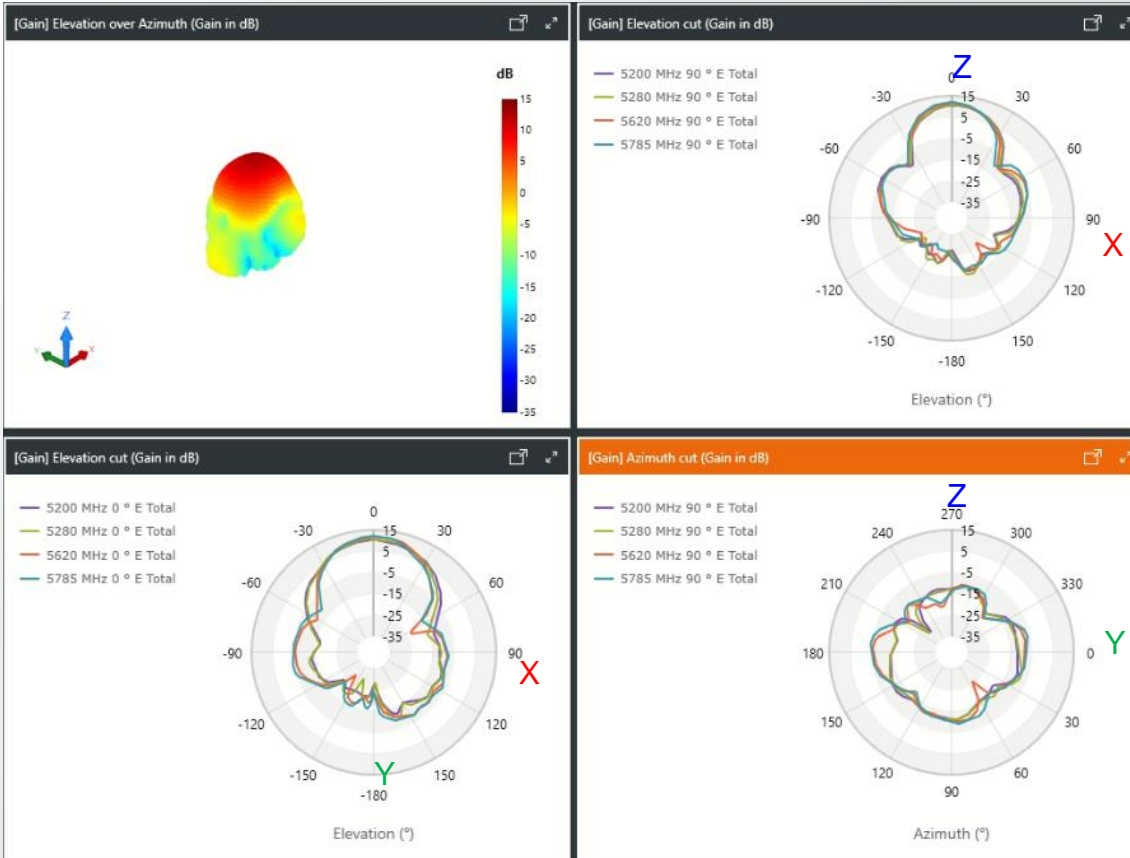 [Gain] Elevation over Azimuth (Gain in dB)
dB
15
10
5
0
-5
-10
-15
-20
-25
-30
-35
Z
Y
X
[Gain] Elevation cut (Gain in dB)
5200 MHz 90 ° E Total
5280 MHz 90 ° E Total
5620 MHz 90 ° E Total
5785 MHz 90 ° E Total
Z
0
-30
30
-60
60
-90
90
X
-120
120
-150
150
-180
15
5
-5
-15
-25
-35
Elevation (°)
[Gain] Elevation cut (Gain in dB)
5200 MHz 0 ° E Total
5280 MHz 0 ° E Total
5620 MHz 0 ° E Total
5785 MHz 0 ° E Total
0
-30
30
-60
60
-90
90
X
-120
120
-150
150
Y
-180
15
5
-5
-15
-25
-35
Elevation (°)
[Gain] Azimuth cut (Gain in dB)
5200 MHz 90 ° E Total
5280 MHz 90 ° E Total
5620 MHz 90 ° E Total
5785 MHz 90 ° E Total
Z
270
240
300
210
330
180
0
Y
150
30
120
60
90
15
5
-5
-15
-25
-35
Azimuth (°)